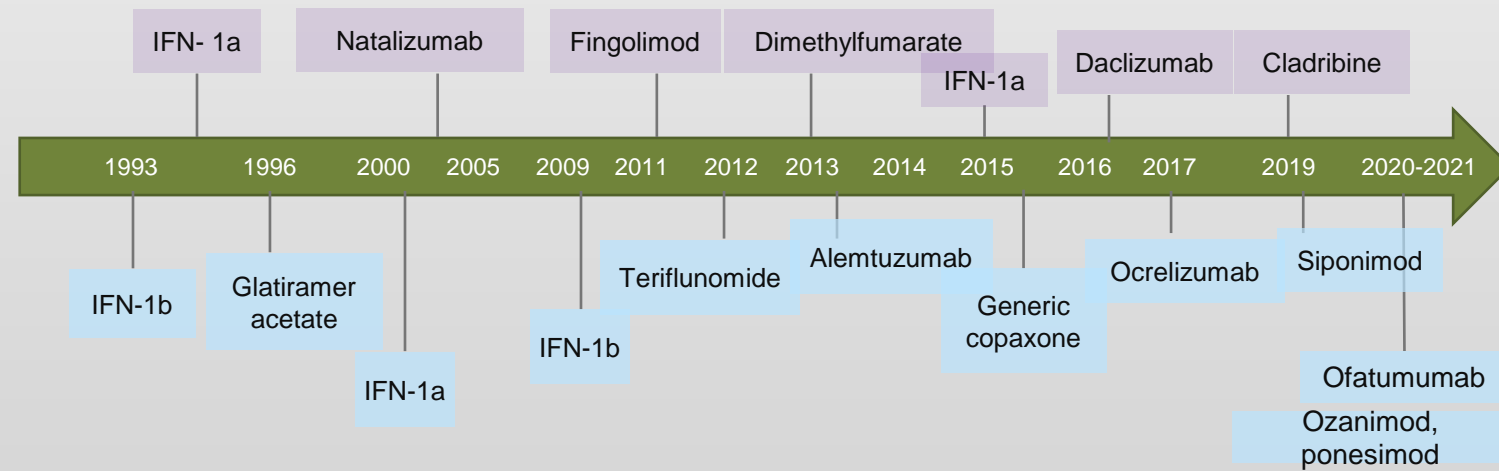 IFN- 1a
Natalizumab
Fingolimod
Dimethylfumarate
IFN-1a
Daclizumab
Cladribine
1993
1996
2000
2005
2009
2011
2012
2013
2014
2015
2016
2017
2019
2020-2021
IFN-1b
Glatiramer
acetate
IFN-1a
IFN-1b
Teriflunomide
Alemtuzumab
Generic
copaxone
Ocrelizumab
Siponimod
Ofatumumab
Ozanimod,
ponesimod